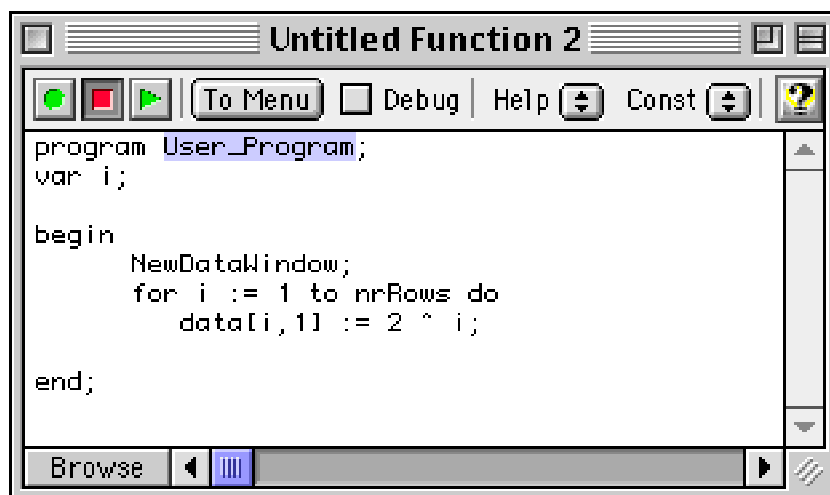 Untitled Function 2
To Menu Debug Help Const ?
program User_Program;
var i;
begin
NewDataWindow;
for i := 1 to nrRows do
data[i,1] := 2 ^ i;
end;
Browse